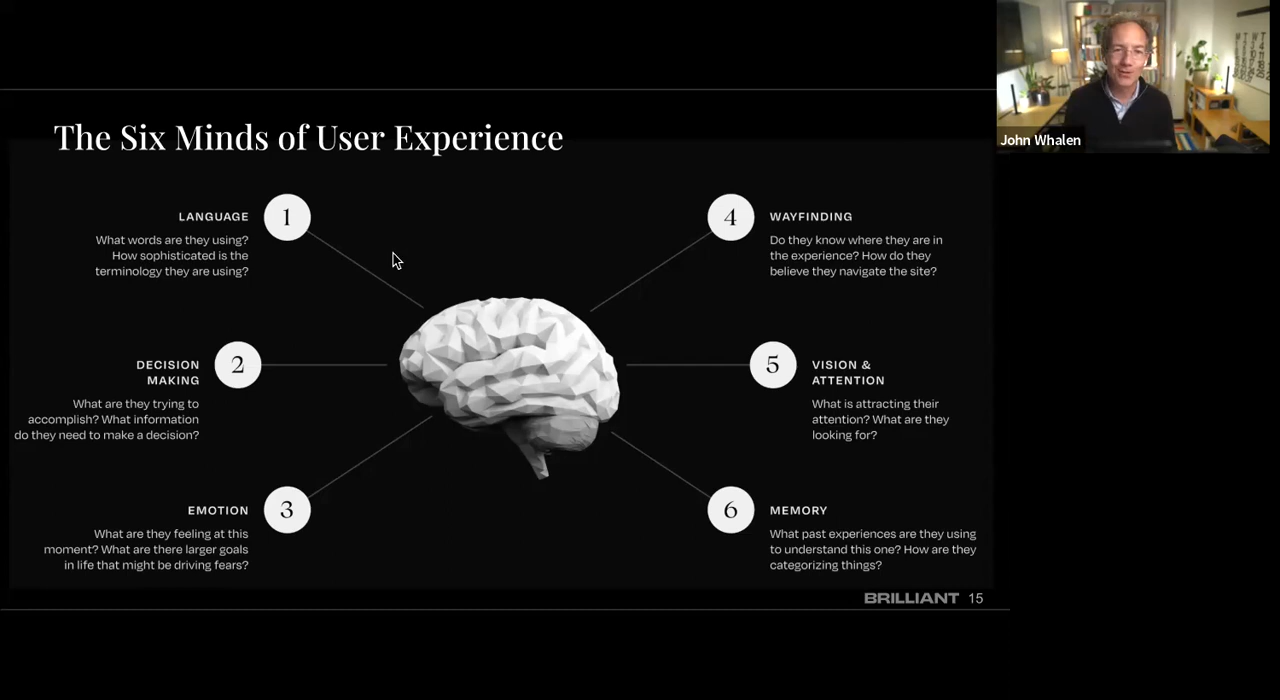 The Six Minds of User Experience
1
LANGUAGE
What words are they using?
How sophisticated is the
terminology they are using?
2
DECISION
MAKING
What are they trying to
accomplish? What information
do they need to make a decision?
3
EMOTION
What are they feeling at this
moment? What are there larger goals
in life that might be driving fears?
4
WAYFINDING
Do they know where they are in
the experience? How do they
believe they navigate the site?
5
VISION &
ATTENTION
What is attracting their
attention? What are they
looking for?
6
MEMORY
What past experiences are they using
to understand this one? How are they
categorizing things?
BRILLIANT 15
John Whalen